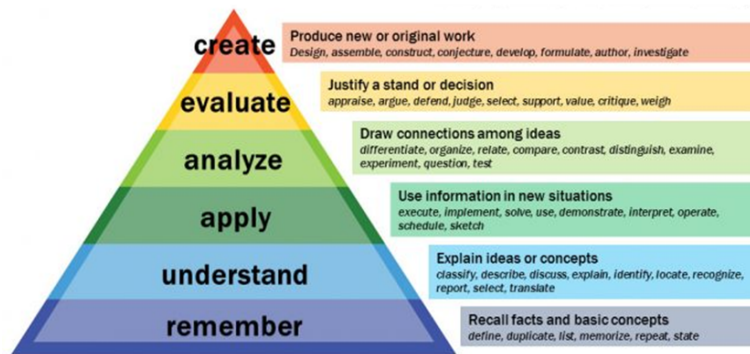 create
Produce new or original work
Design, assemble, construct, conjecture, develop, formulate, author, investigate
evaluate
Justify a stand or decision
appraise, argue, defend, judge, select, support, value, critique, weigh
analyze
Draw connections among ideas
differentiate, organize, relate, compare, contrast, distinguish, examine,
experiment, question, test
apply
Use information in new situations
execute, implement, solve, use, demonstrate, interpret, operate,
schedule, sketch
understand
Explain ideas or concepts
classify, describe, discuss, explain, identify, locate, recognize,
report, select, translate
remember
Recall facts and basic concepts
define, duplicate, list, memorize, repeat, state